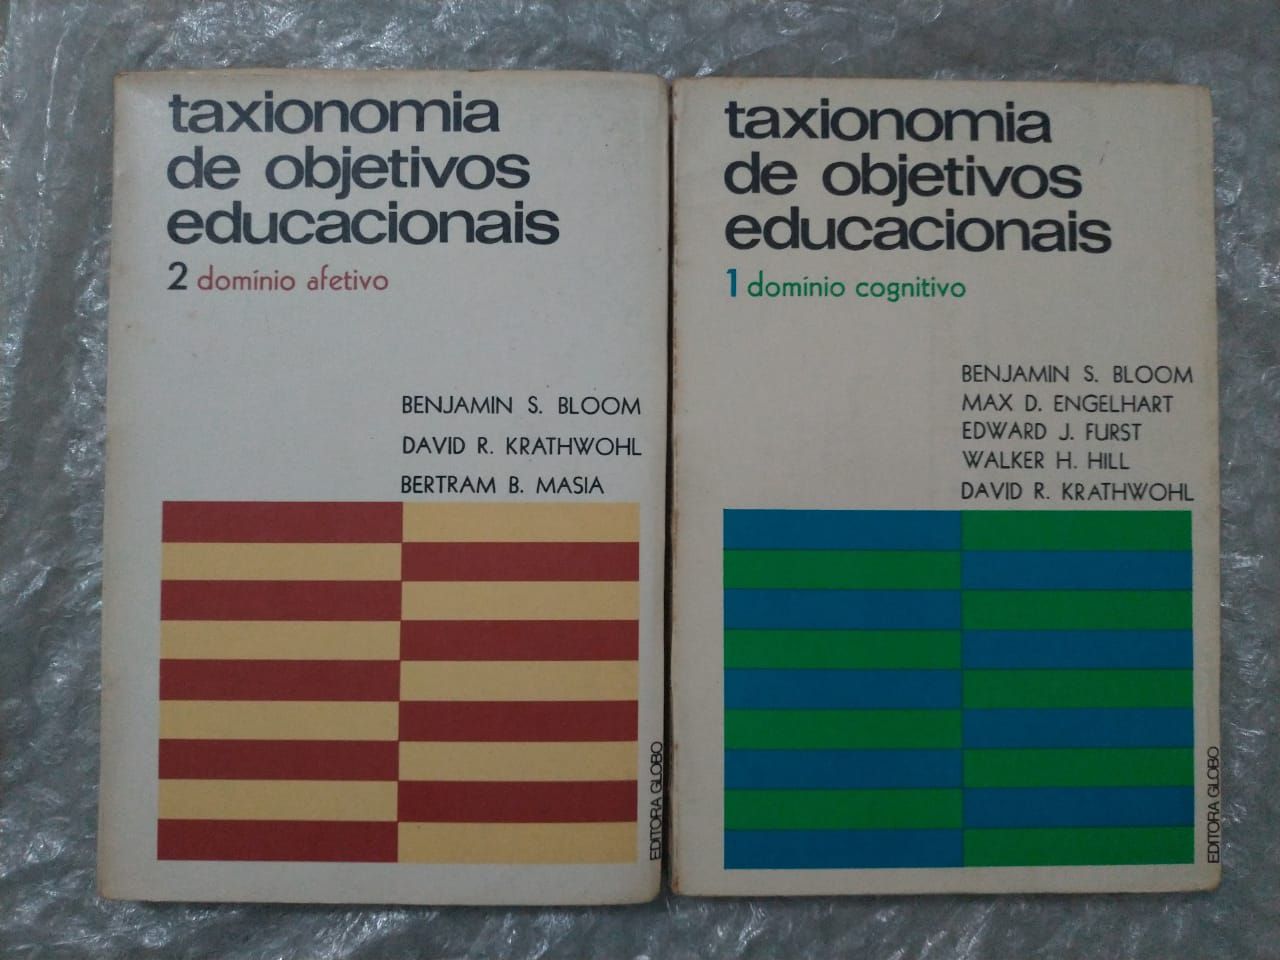 taxionomia
de objetivos
educacionais
2 domínio afetivo
BENJAMIN S. BLOOM
DAVID R. KRATHWOHL
BERTRAM B. MASIA
EDITORA GLOBO
taxionomia
de objetivos
educacionais
1 domínio cognitivo
BENJAMIN S. BLOOM
MAX D. ENGELHART
EDWARD J. FURST
WALKER H. HILL
DAVID R. KRATHWOHL
EDITORA GLOBO